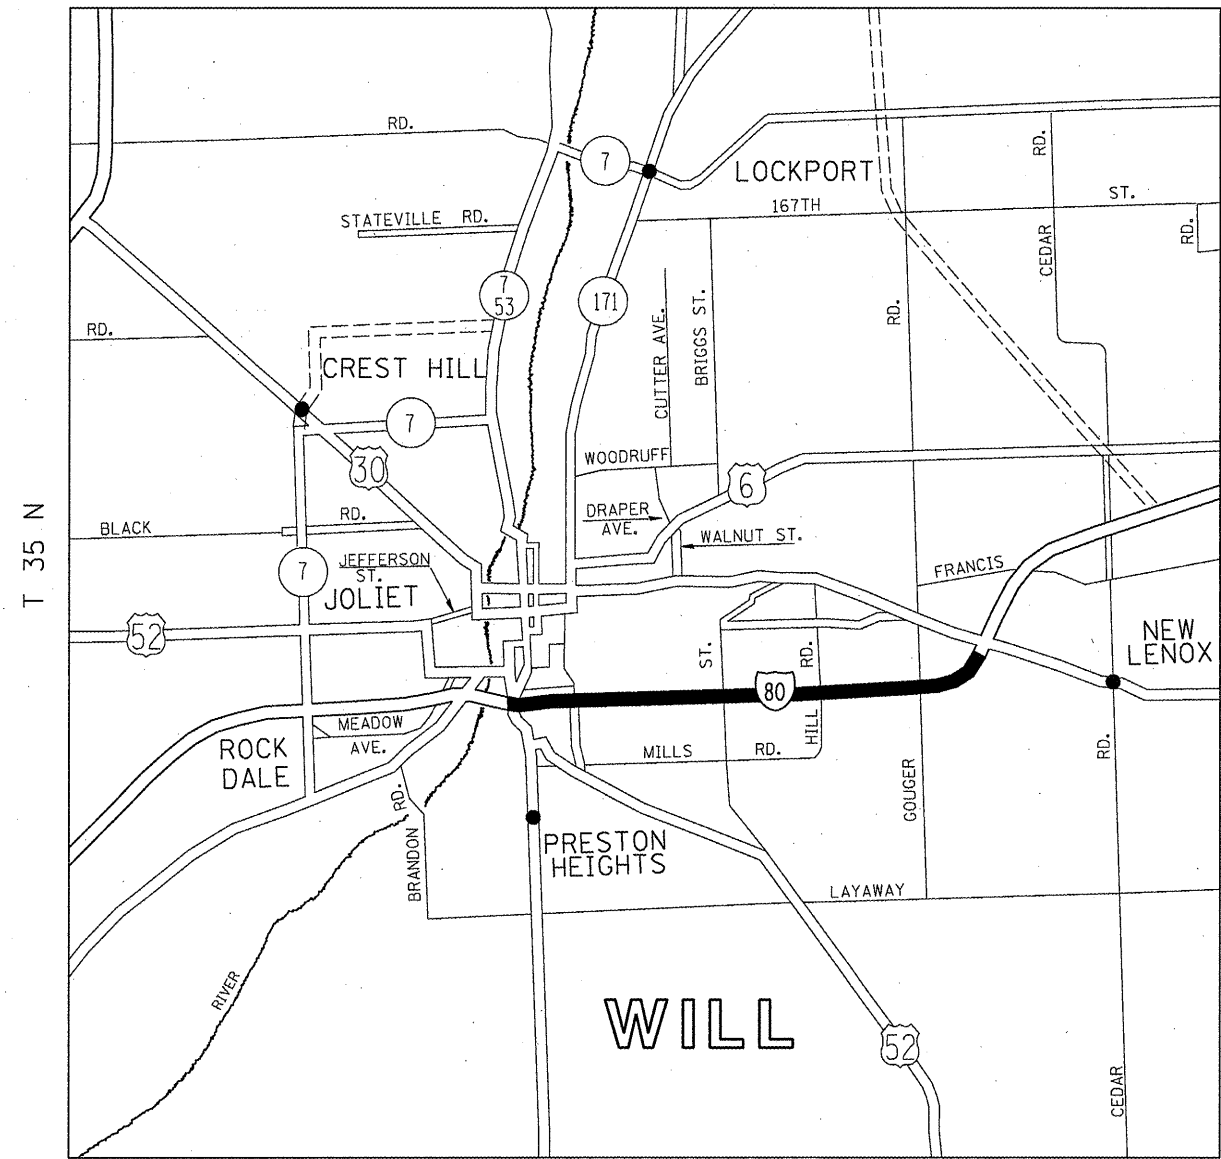 RD.
7
LOCKPORT
RD.
ST.
167TH
STATEVILLE RD.
CEDAR
RD.
7
53
171
CUTTER AVE.
BRIGGS ST.
RD.
RD.
CREST HILL
7
30
WOODRUFF
6
DRAPER
AVE.
WALNUT ST.
BLACK
RD.
T 35 N
JEFFERSON
ST.
7
JOLIET
FRANCIS
52
NEW
LENOX
ST.
RD.
80
HILL
MEADOW
AVE.
ROCK
DALE
MILLS
RD.
RD.
GOUGER
RD.
BRANDON
PRESTON
HEIGHTS
LAYAWAY
RIVER
WILL
52
CEDAR